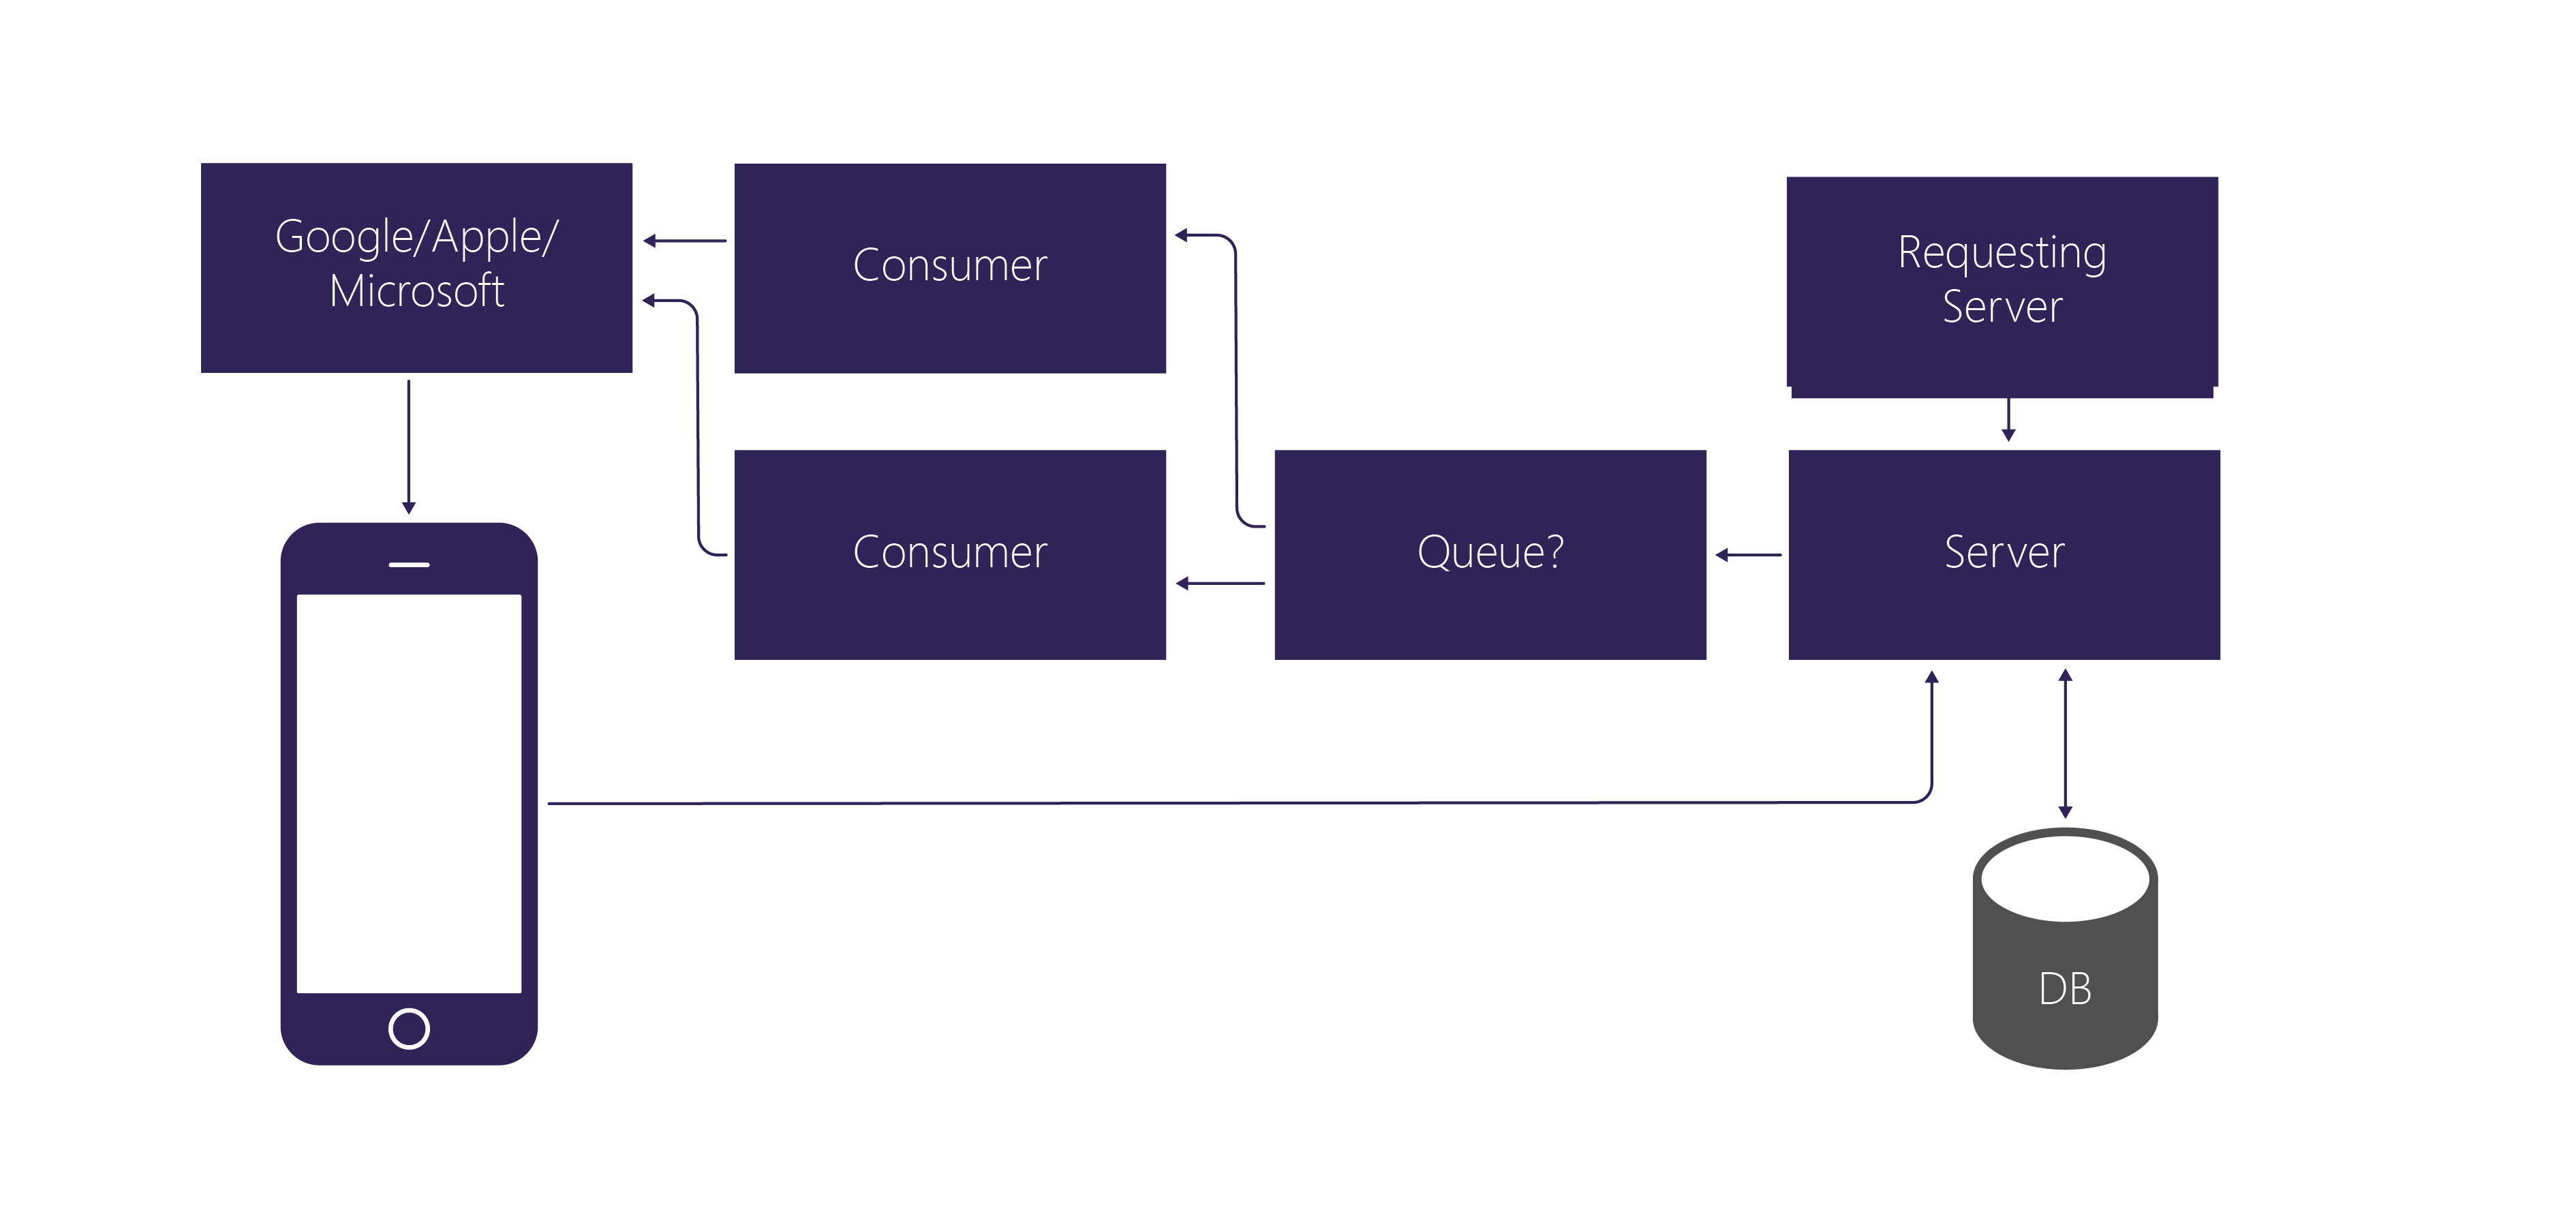 Google/Apple/
Microsoft
Consumer
Requesting
Server
Consumer
Queue?
Server
DB